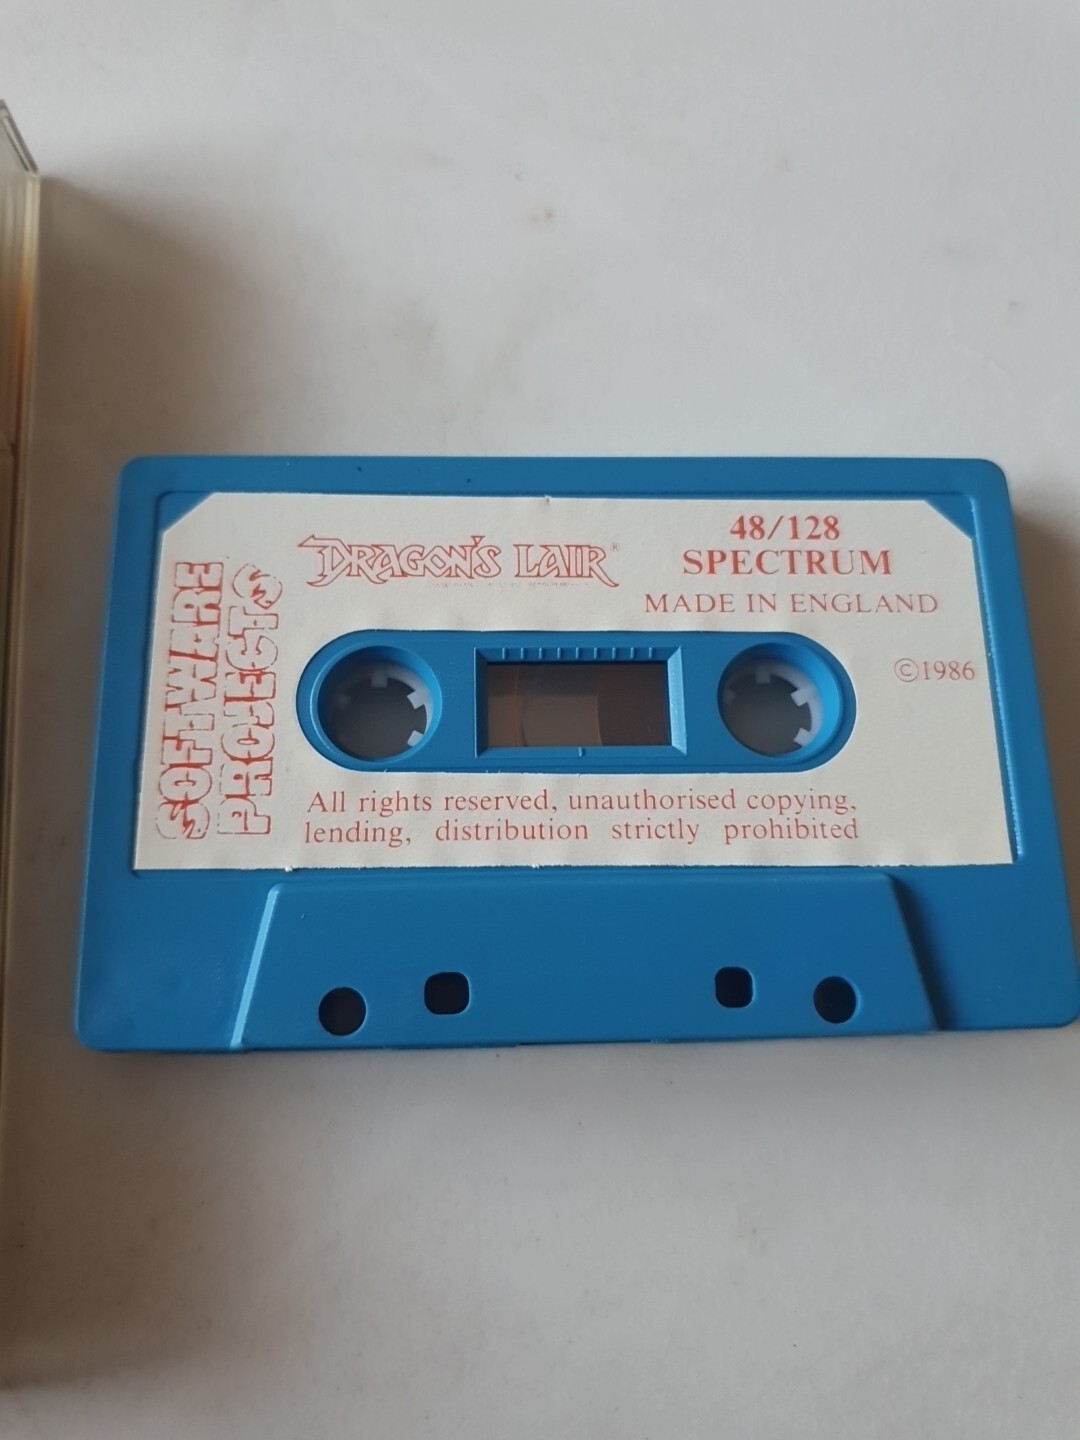 SOFTWARE
PROJECTS
DRAGON'S LAIR®
48/128
SPECTRUM
MADE IN ENGLAND
©1986
All rights reserved, unauthorised copying,
lending, distribution strictly prohibited